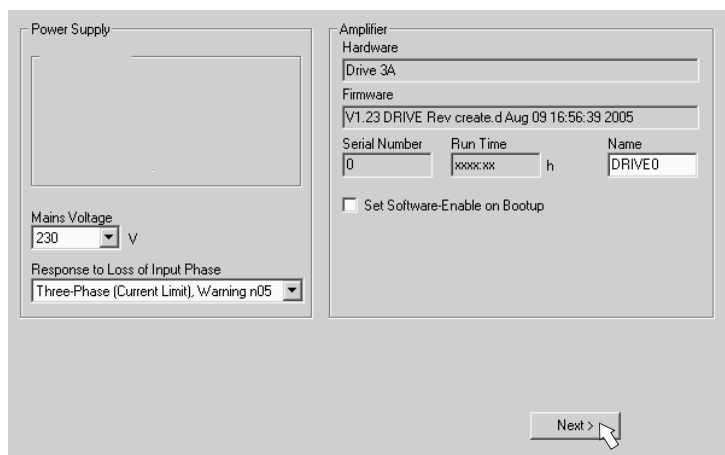 Power Supply
Mains Voltage
230 V
Response to Loss of Input Phase
Three-Phase (Current Limit), Warning n05
Amplifier
Hardware
Drive 3A
Firmware
V1.23 DRIVE Rev create.d Aug 09 16:56:39 2005
Serial Number Run Time Name
0 xxxx:xx h DRIVE0
Set Software-Enable on Bootup
Next >